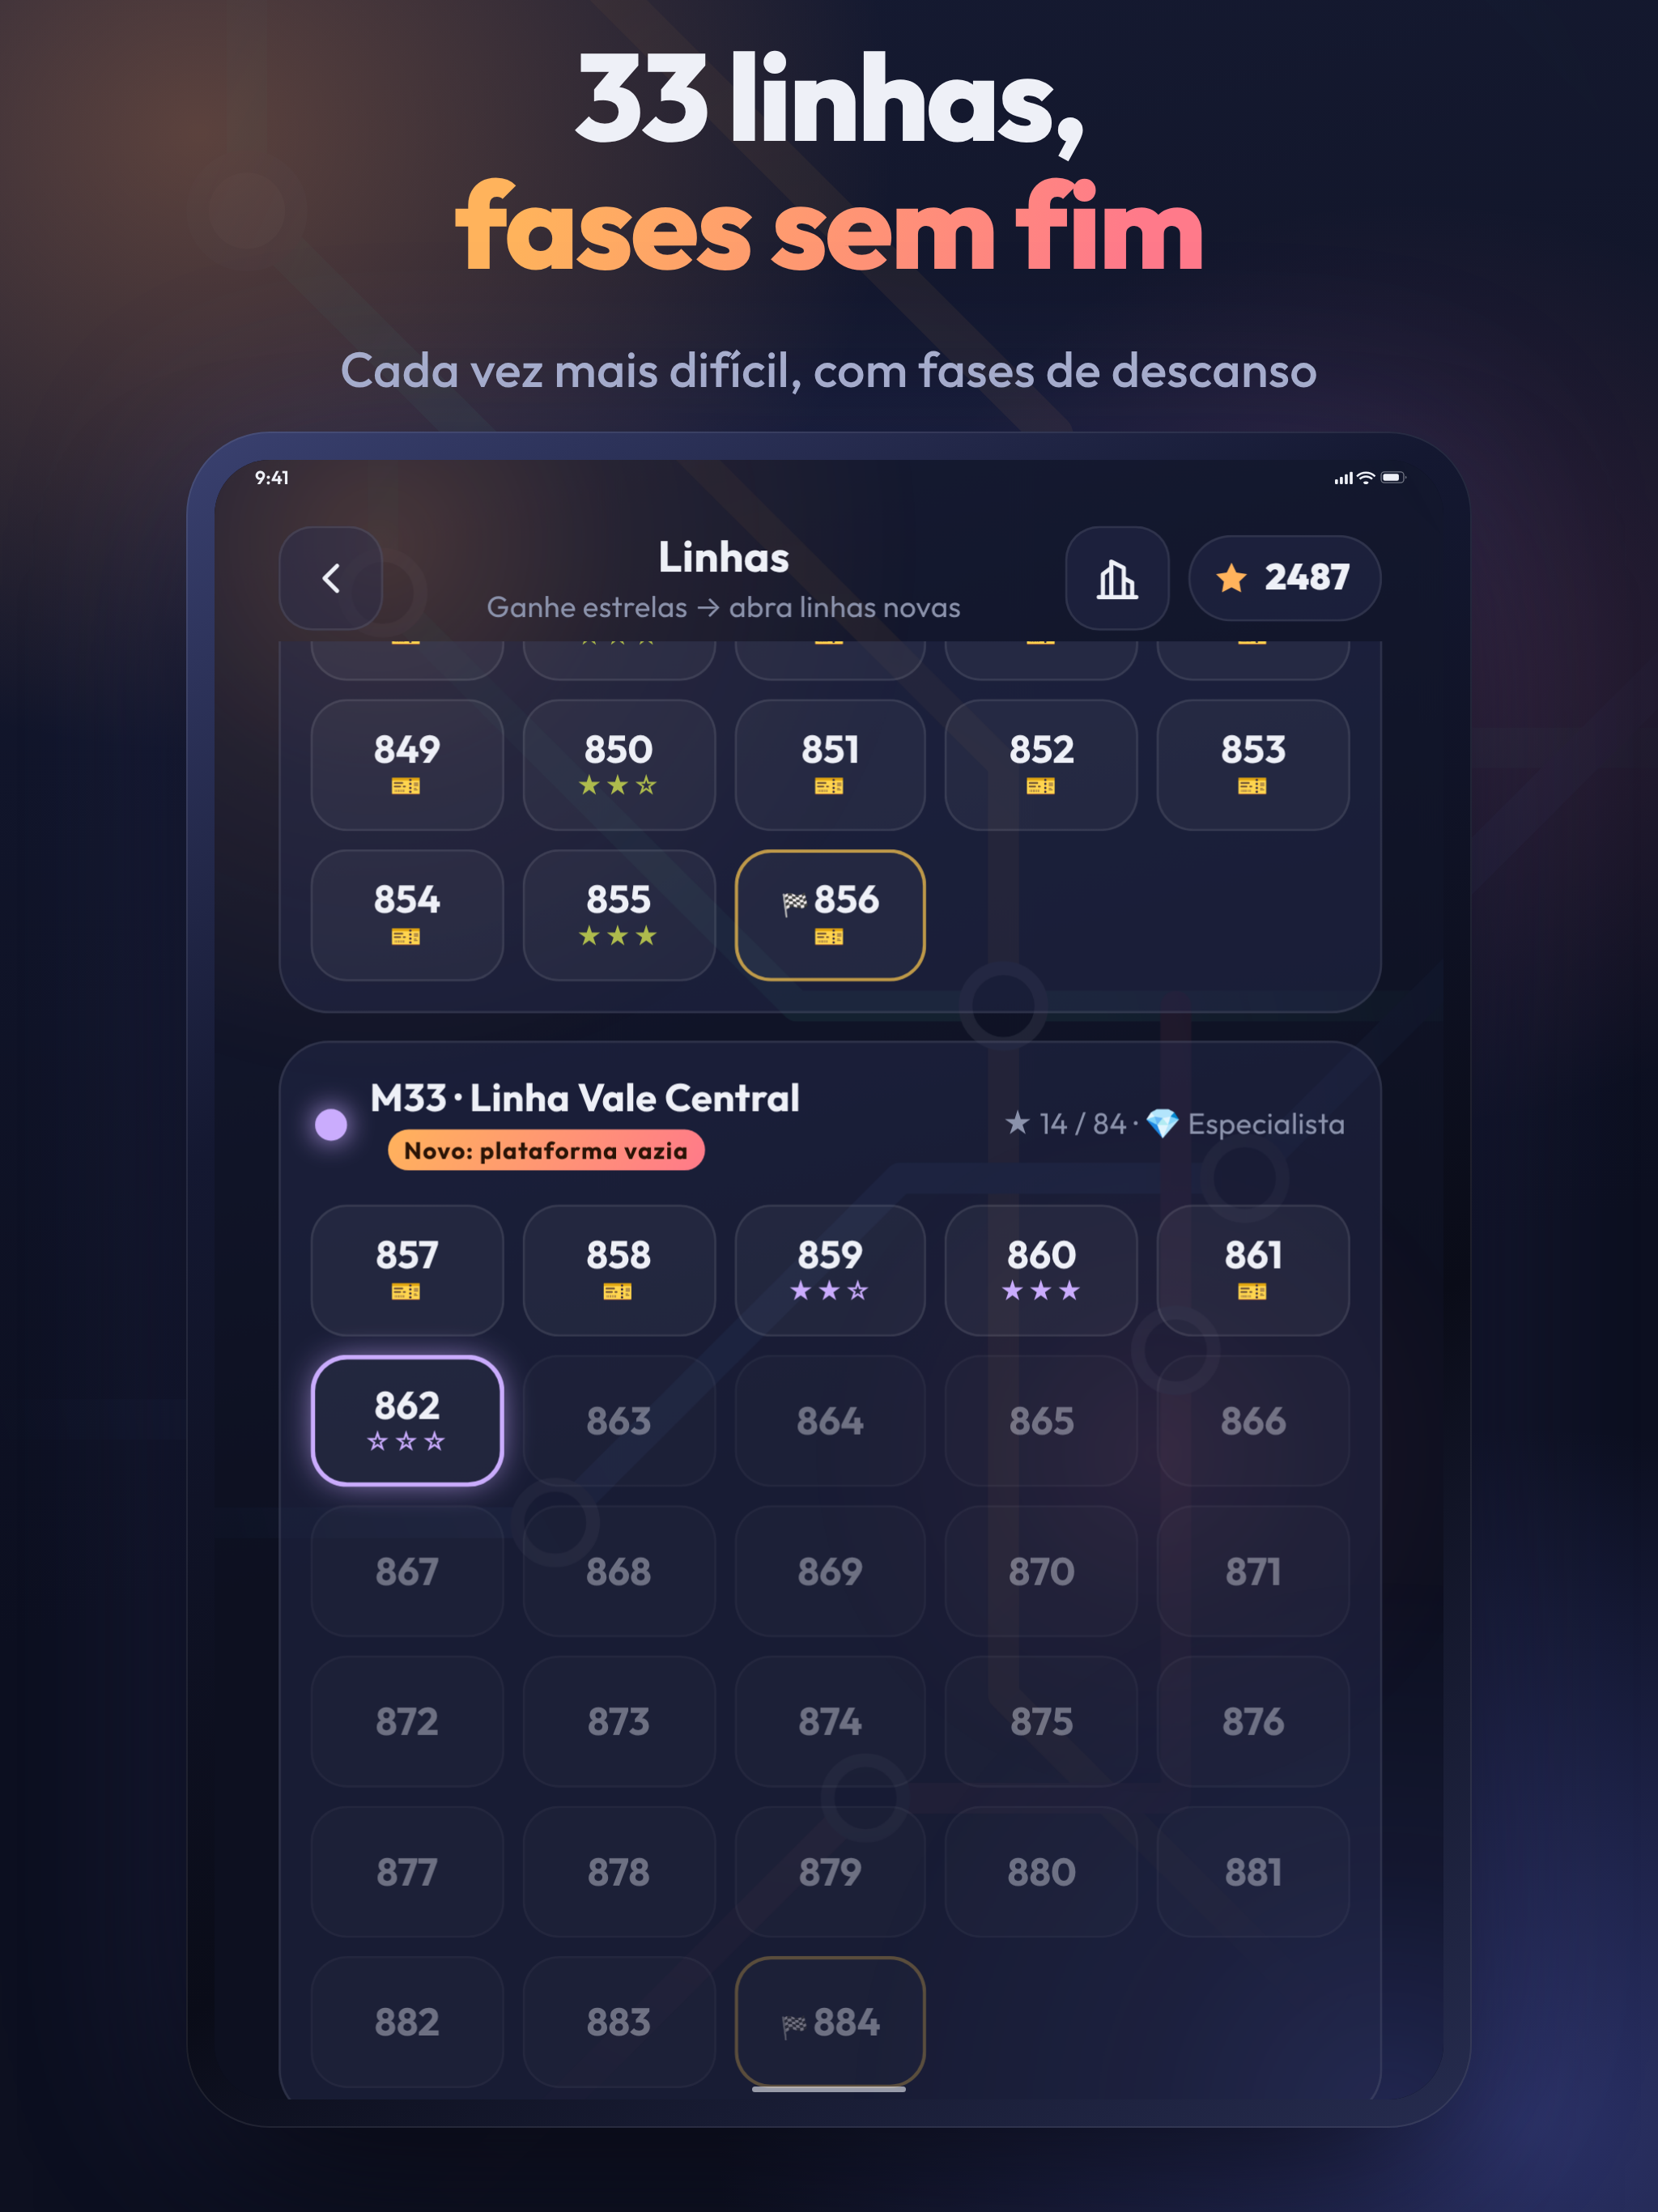 33 linhas,
fases sem fim
Cada vez mais difícil, com fases de descanso
9:41
Linhas
2487
Ganhe estrelas → abra linhas novas
849 850 851 852 853
854 855 856
M33 · Linha Vale Central
★ 14 / 84 · 💎 Especialista
Novo: plataforma vazia
857 858 859 860 861
862 863 864 865 866
867 868 869 870 871
872 873 874 875 876
877 878 879 880 881
882 883 884